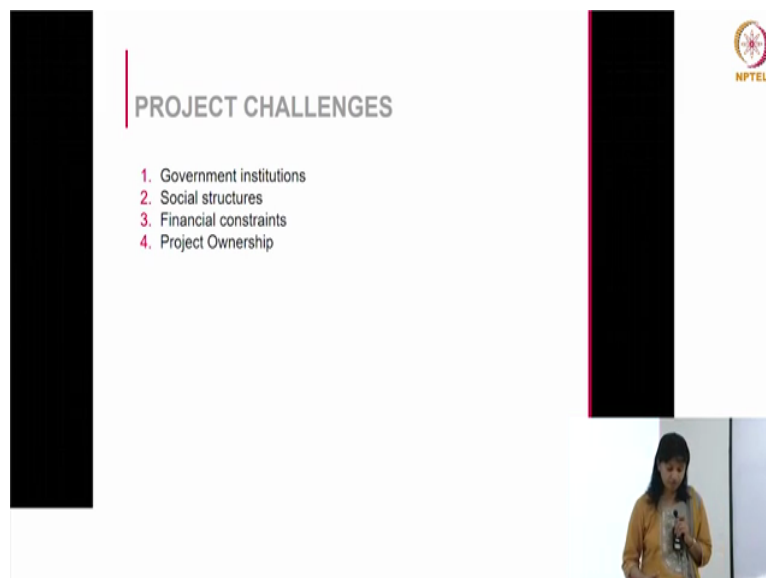 PROJECT CHALLENGES
1. Government institutions
2. Social structures
3. Financial constraints
4. Project Ownership
NPTEL